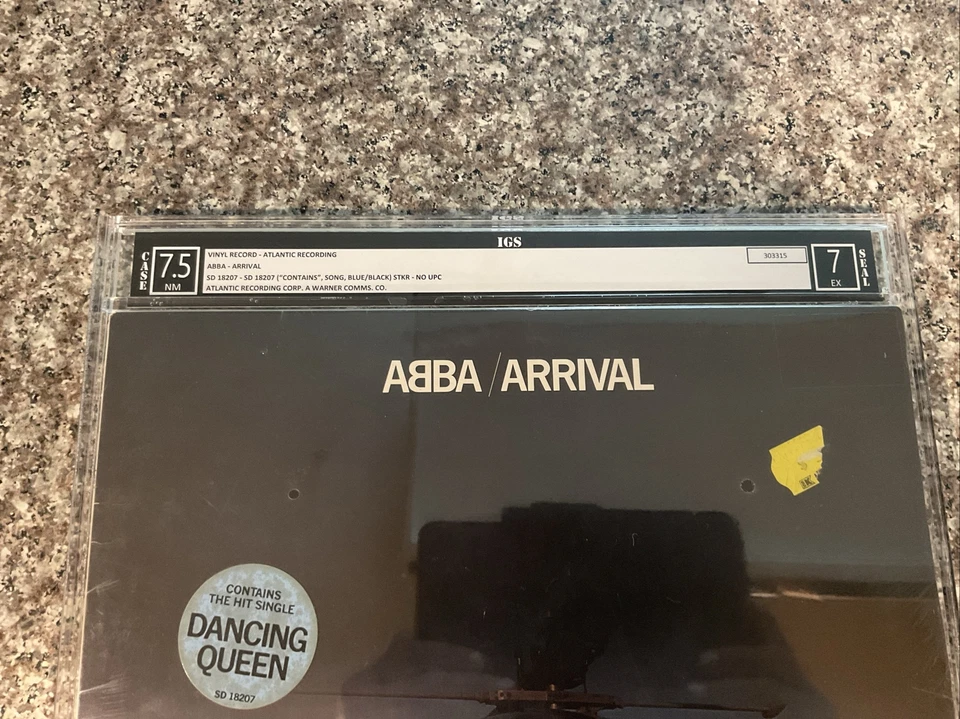 IGS
CASE
7.5
NM
VINYL RECORD - ATLANTIC RECORDING
ABBA - ARRIVAL
SD 18207 - SD 18207 ("CONTAINS", SONG, BLUE/BLACK) STKR - NO UPC
ATLANTIC RECORDING CORP. A WARNER COMMS. CO.
303315
7
EX
SEAL
AᗺBA/ARRIVAL
CONTAINS
THE HIT SINGLE
DANCING
QUEEN
SD 18207